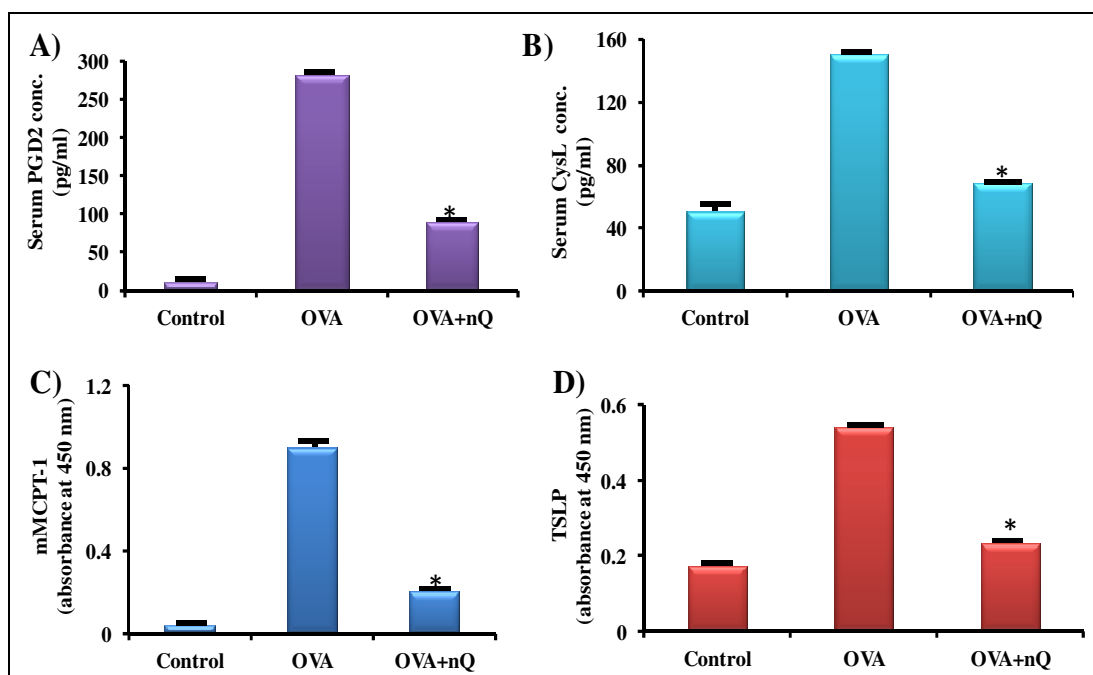 A)
300
250
200
150
100
50
0
Serum PGD2 conc.
(pg/ml)
*
Control OVA OVA+nQ
B)
160
120
80
40
0
Serum CysL conc.
(pg/ml)
*
Control OVA OVA+nQ
C)
1.2
0.8
0.4
0
mMCPT-1
(absorbance at 450 nm)
*
Control OVA OVA+nQ
D)
0.6
0.4
0.2
0
TSLP
(absorbance at 450 nm)
*
Control OVA OVA+nQ